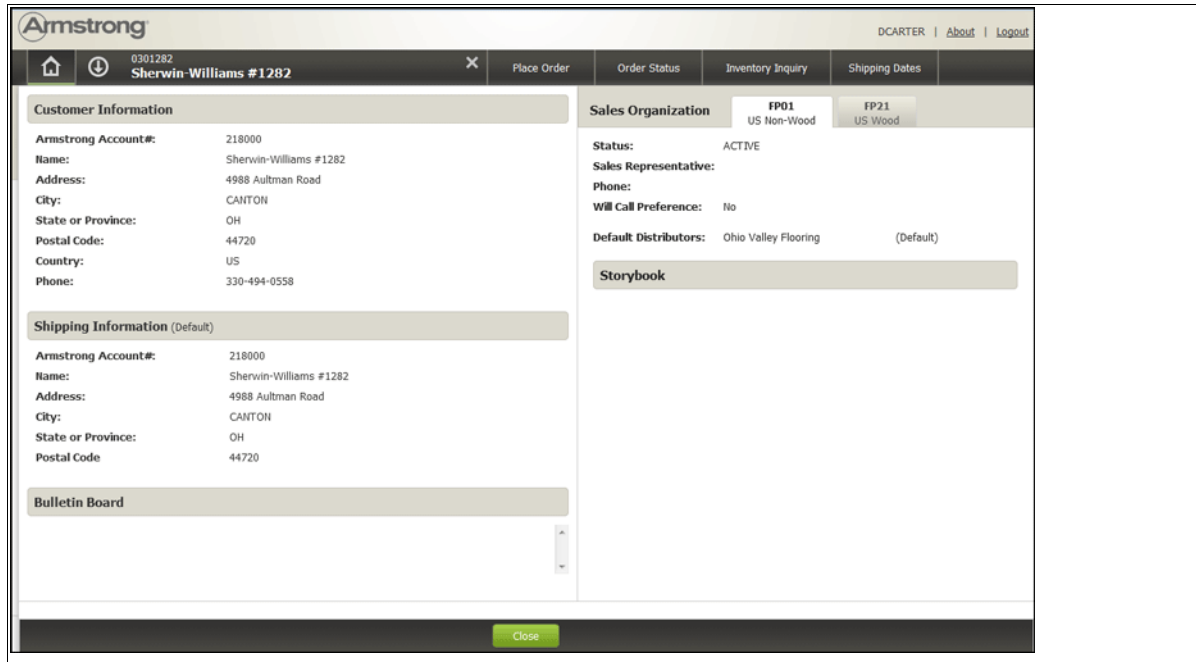 Armstrong
DCARTER | About | Logout
0301282
Sherwin-Williams #1282
Place Order
Order Status
Inventory Inquiry
Shipping Dates
Customer Information
Armstrong Account#: 218000
Name: Sherwin-Williams #1282
Address: 4988 Aultman Road
City: CANTON
State or Province: OH
Postal Code: 44720
Country: US
Phone: 330-494-0558
Shipping Information (Default)
Armstrong Account#: 218000
Name: Sherwin-Williams #1282
Address: 4988 Aultman Road
City: CANTON
State or Province: OH
Postal Code 44720
Bulletin Board
Sales Organization
FP01
US Non-Wood
FP21
US Wood
Status: ACTIVE
Sales Representative:
Phone:
Will Call Preference: No
Default Distributors: Ohio Valley Flooring (Default)
Storybook
Close